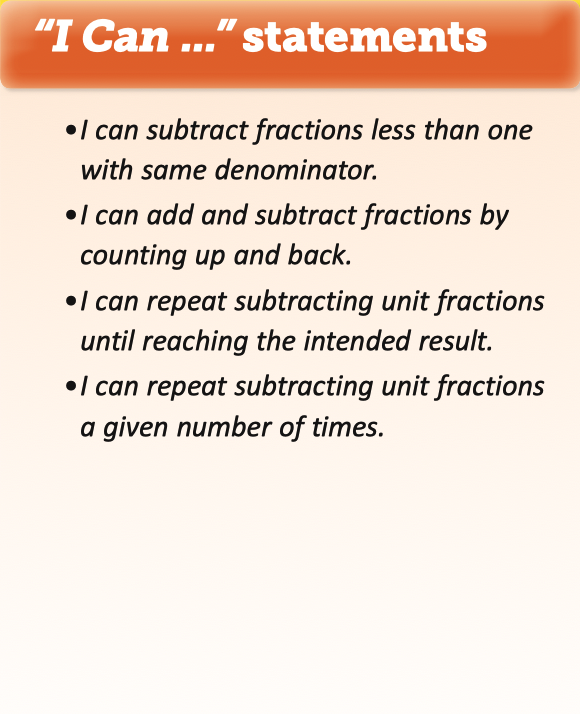 “I Can ...” statements
•I can subtract fractions less than one
with same denominator.
•I can add and subtract fractions by
counting up and back.
•I can repeat subtracting unit fractions
until reaching the intended result.
•I can repeat subtracting unit fractions
a given number of times.